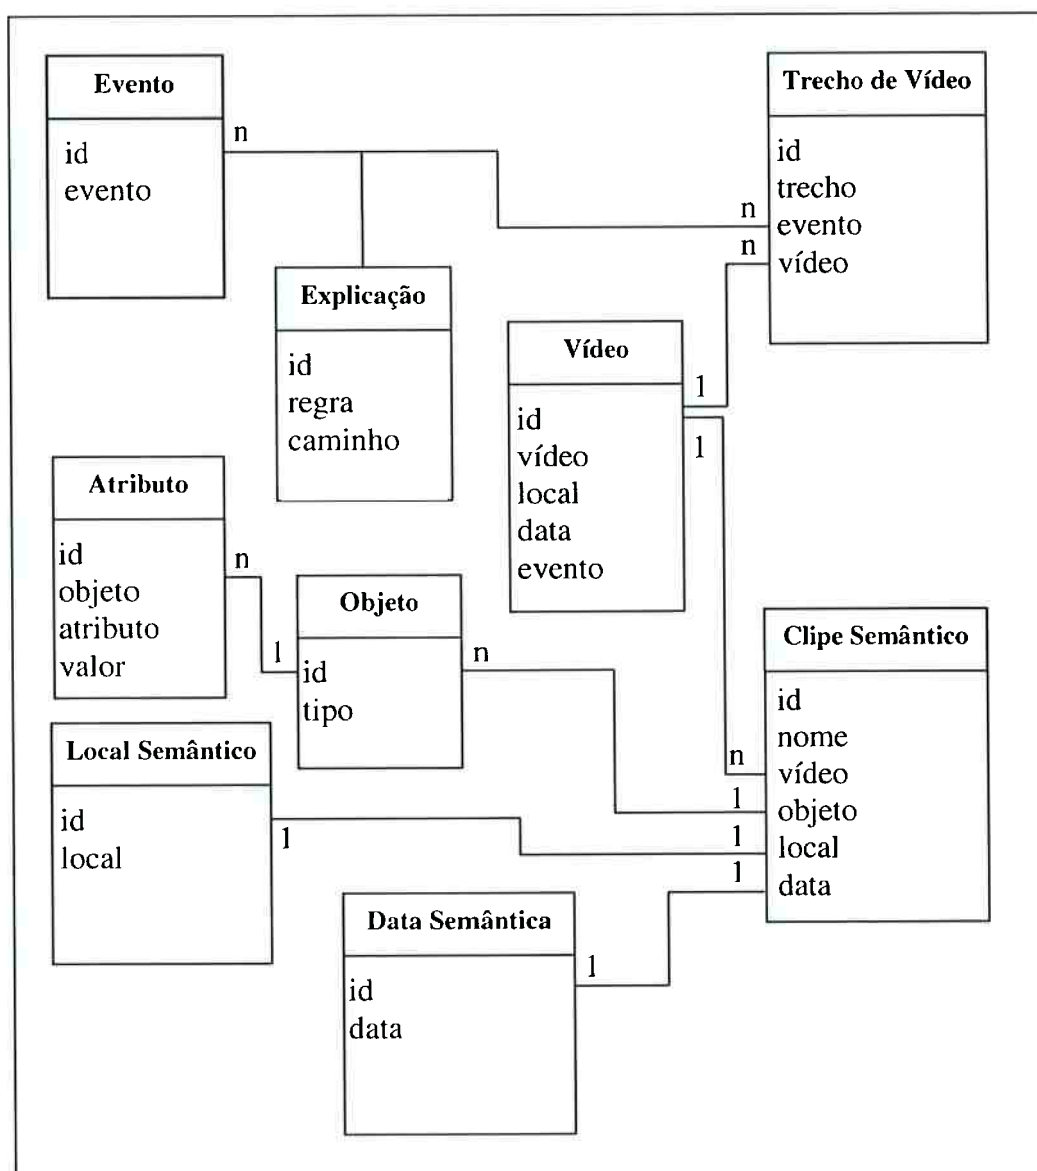 Evento
id
evento
n
Trecho de Vídeo
id
trecho
evento
vídeo
n
n
Explicação
id
regra
caminho
Vídeo
id
vídeo
local
data
evento
1
1
Atributo
id
objeto
atributo
valor
n
1
Objeto
id
tipo
n
Clipe Semântico
id
nome
vídeo
objeto
local
data
n
1
1
1
Local Semântico
id
local
1
Data Semântica
id
data
1